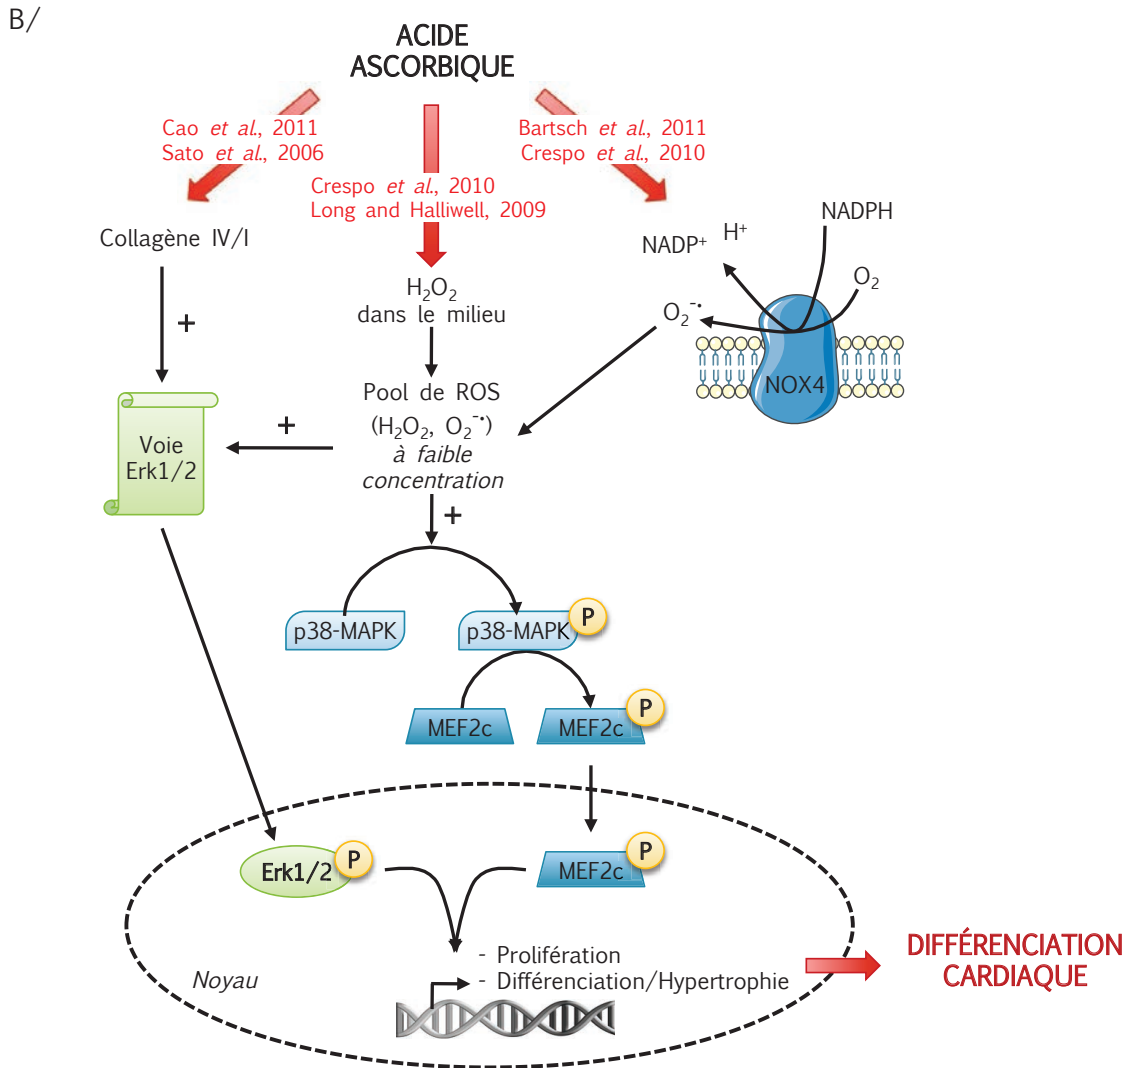 B/
ACIDE
ASCORBIQUE
Cao et al., 2011
Sato et al., 2006
Crespo et al., 2010
Long and Halliwell, 2009
Bartsch et al., 2011
Crespo et al., 2010
Collagène IV/I
+
H₂O₂
dans le milieu
NADP⁺
H⁺
NADPH
O₂
O₂⁻•
NOX4
Pool de ROS
(H₂O₂, O₂⁻•)
à faible
concentration
+
Voie
Erk1/2
+
p38-MAPK
p38-MAPK
P
MEF2c
MEF2c
P
Erk1/2
P
MEF2c
P
- Prolifération
- Différenciation/Hypertrophie
Noyau
DIFFÉRENCIATION
CARDIAQUE